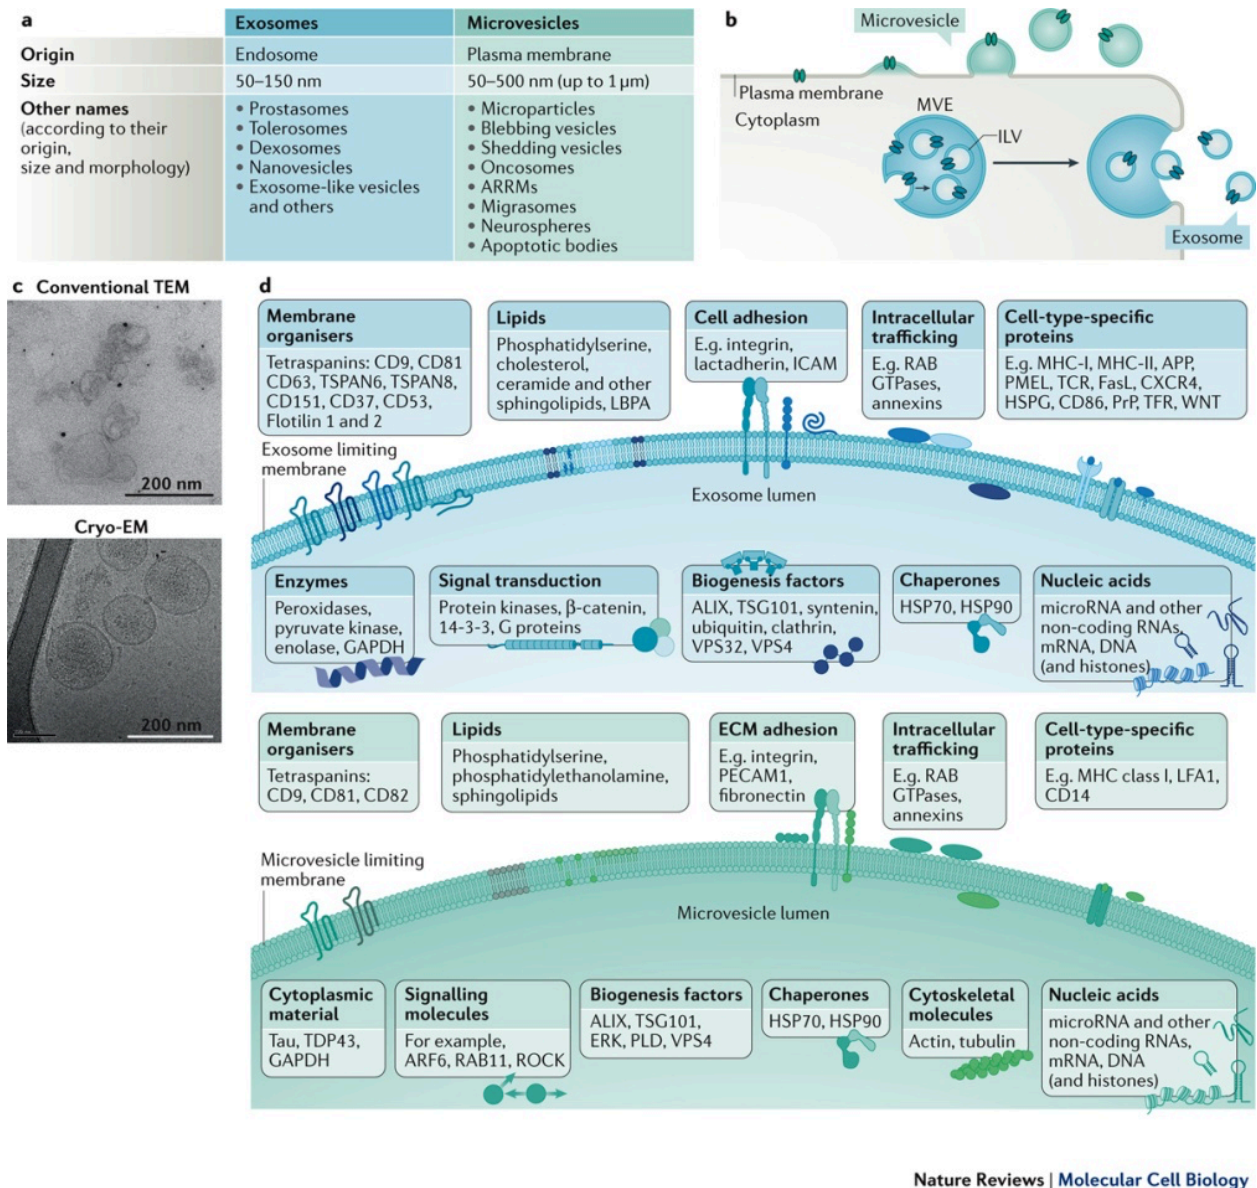 a
Exosomes
Microvesicles
Origin
Endosome
Plasma membrane
Size
50–150 nm
50–500 nm (up to 1 μm)
Other names
(according to their
origin,
size and morphology)
• Prostasomes
• Tolerosomes
• Dexosomes
• Nanovesicles
• Exosome-like vesicles
and others
• Microparticles
• Blebbing vesicles
• Shedding vesicles
• Oncosomes
• ARRMs
• Migrasomes
• Neurospheres
• Apoptotic bodies
b
Microvesicle
Plasma membrane
Cytoplasm
MVE
ILV
Exosome
c
Conventional TEM
200 nm
Cryo-EM
200 nm
d
Membrane
organisers
Tetraspanins: CD9, CD81
CD63, TSPAN6, TSPAN8,
CD151, CD37, CD53,
Flotilin 1 and 2
Lipids
Phosphatidylserine,
cholesterol,
ceramide and other
sphingolipids, LBPA
Cell adhesion
E.g. integrin,
lactadherin, ICAM
Intracellular
trafficking
E.g. RAB
GTPases,
annexins
Cell-type-specific
proteins
E.g. MHC-I, MHC-II, APP,
PMEL, TCR, FasL, CXCR4,
HSPG, CD86, PrP, TFR, WNT
Exosome limiting
membrane
Exosome lumen
Enzymes
Peroxidases,
pyruvate kinase,
enolase, GAPDH
Signal transduction
Protein kinases, β-catenin,
14-3-3, G proteins
Biogenesis factors
ALIX, TSG101, syntenin,
ubiquitin, clathrin,
VPS32, VPS4
Chaperones
HSP70, HSP90
Nucleic acids
microRNA and other
non-coding RNAs,
mRNA, DNA
(and histones)
Membrane
organisers
Tetraspanins:
CD9, CD81, CD82
Lipids
Phosphatidylserine,
phosphatidylethanolamine,
sphingolipids
ECM adhesion
E.g. integrin,
PECAM1,
fibronectin
Intracellular
trafficking
E.g. RAB
GTPases,
annexins
Cell-type-specific
proteins
E.g. MHC class I, LFA1,
CD14
Microvesicle limiting
membrane
Microvesicle lumen
Cytoplasmic
material
Tau, TDP43,
GAPDH
Signalling
molecules
For example,
ARF6, RAB11, ROCK
Biogenesis factors
ALIX, TSG101,
ERK, PLD, VPS4
Chaperones
HSP70, HSP90
Cytoskeletal
molecules
Actin, tubulin
Nucleic acids
microRNA and other
non-coding RNAs,
mRNA, DNA
(and histones)
Nature Reviews | Molecular Cell Biology